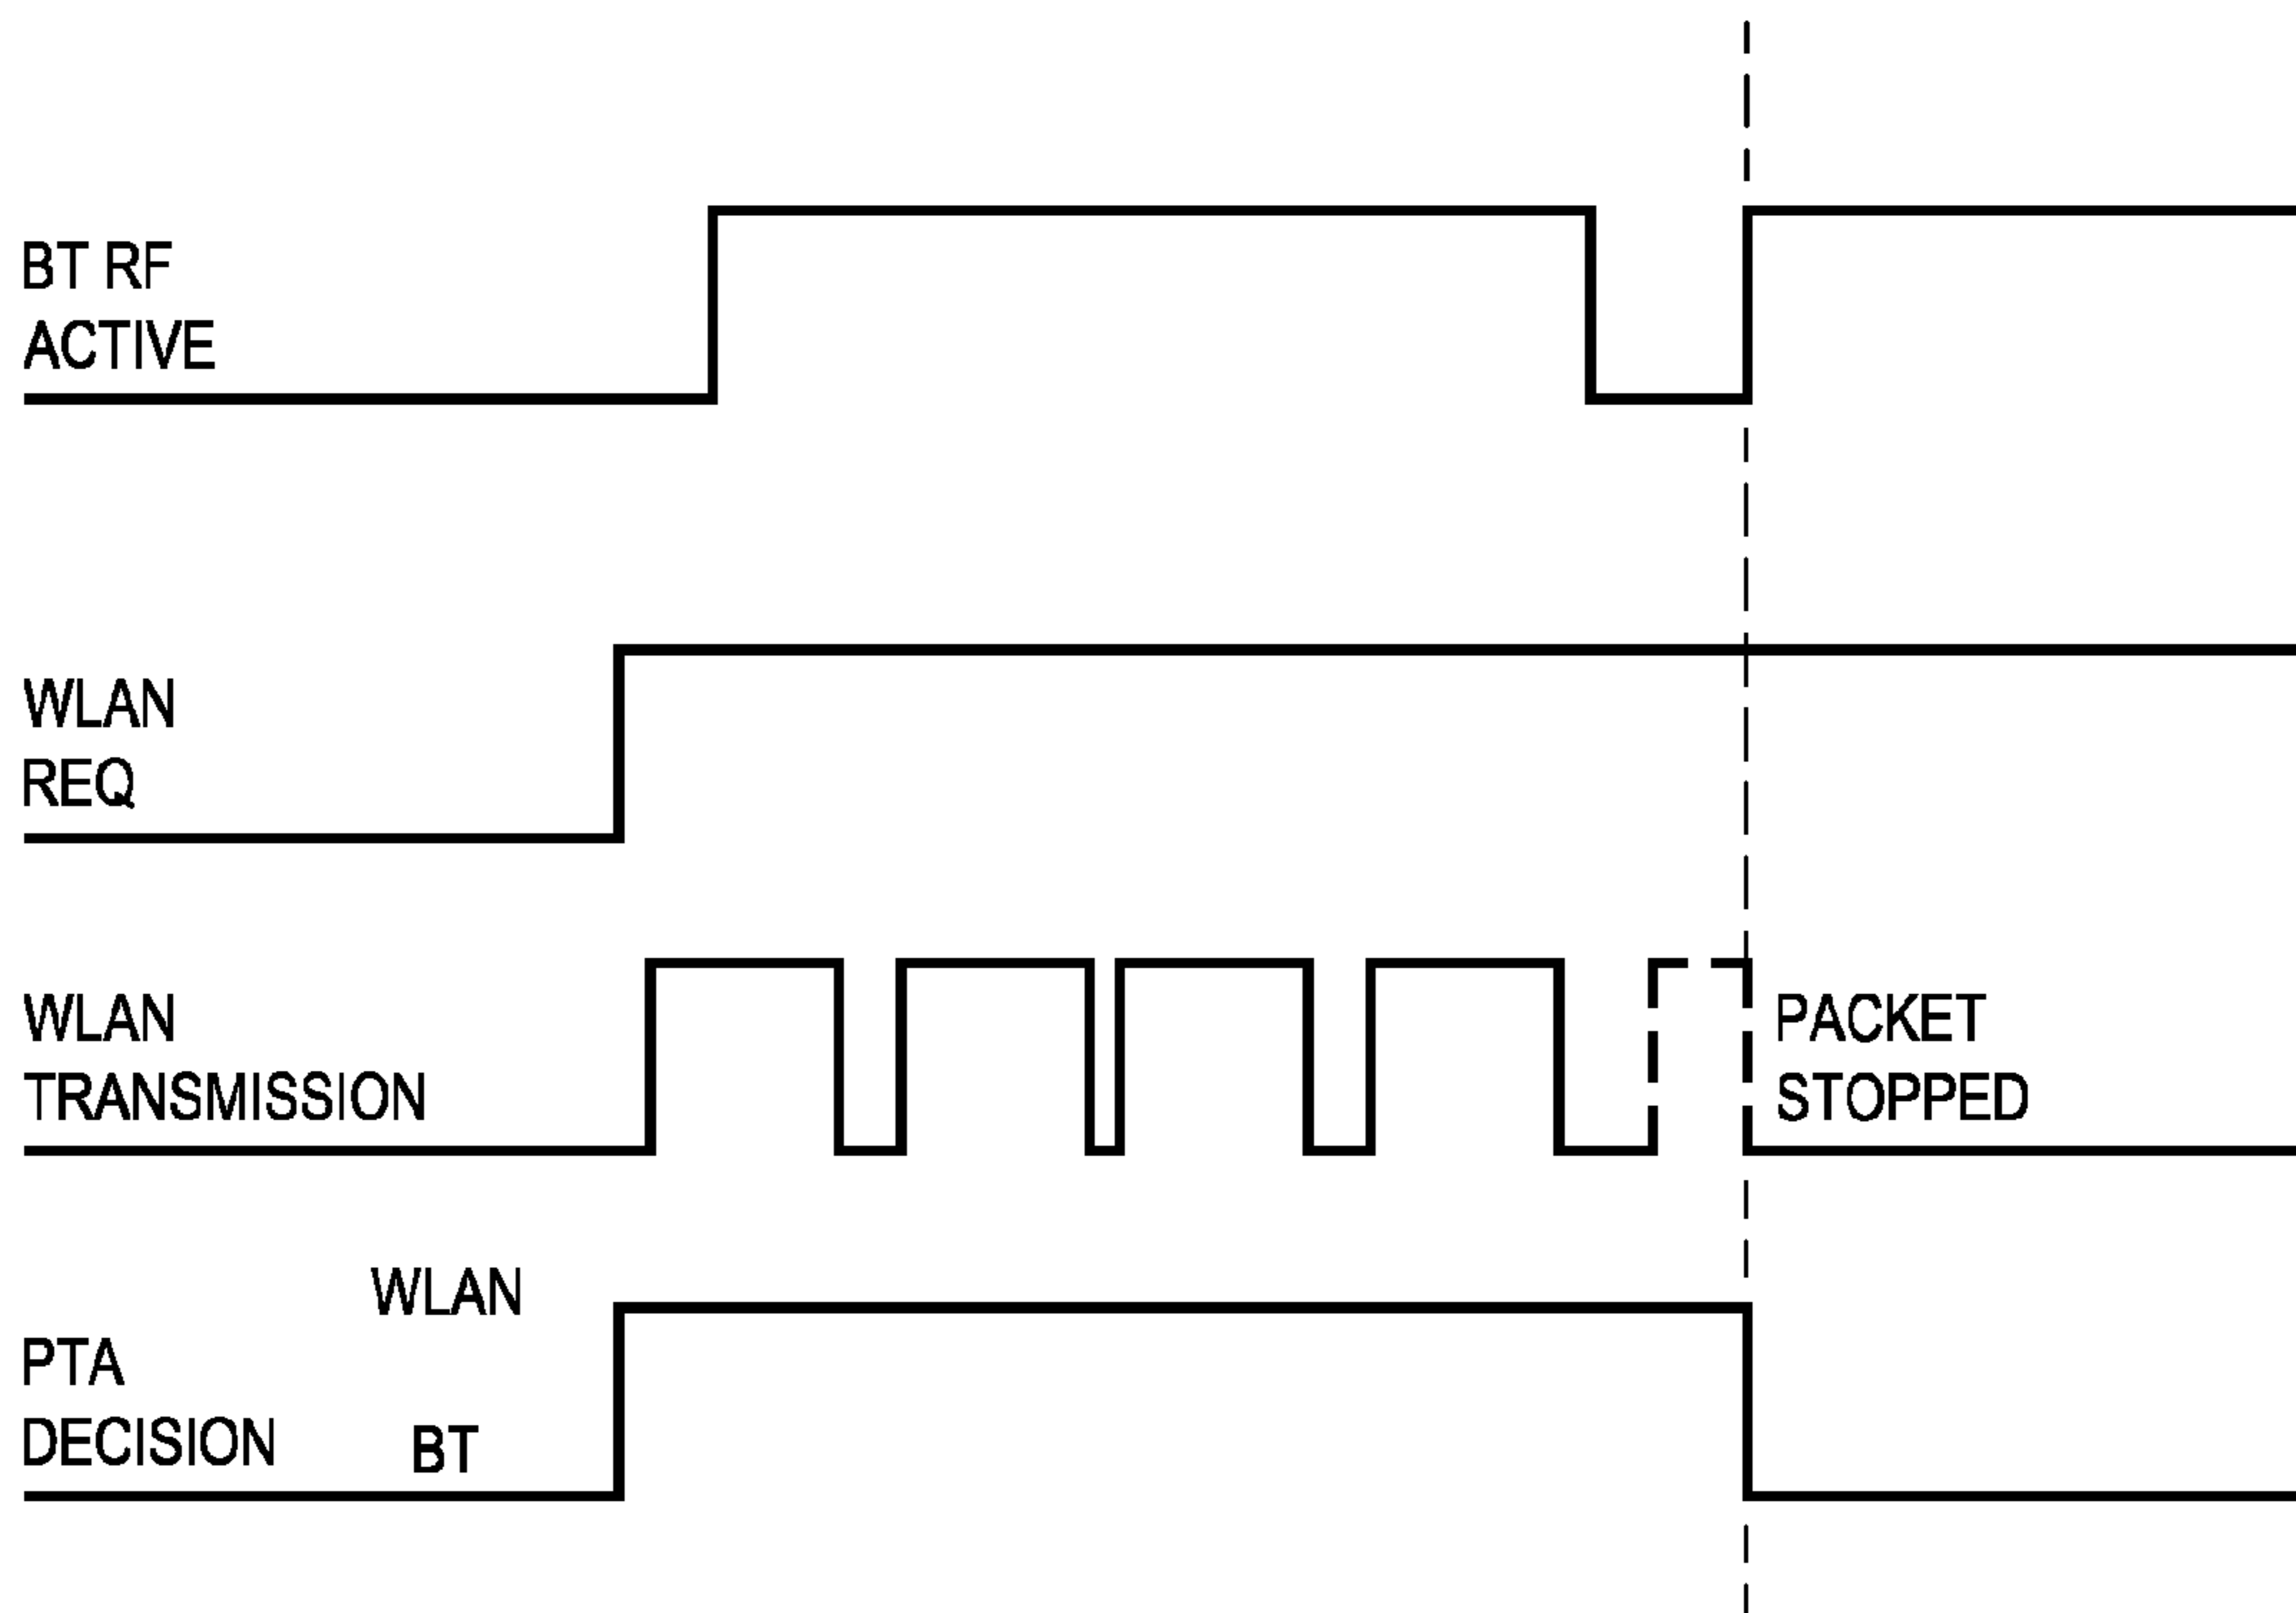 BT RF
ACTIVE
WLAN
REQ
WLAN
TRANSMISSION
PACKET
STOPPED
WLAN
PTA
DECISION
BT